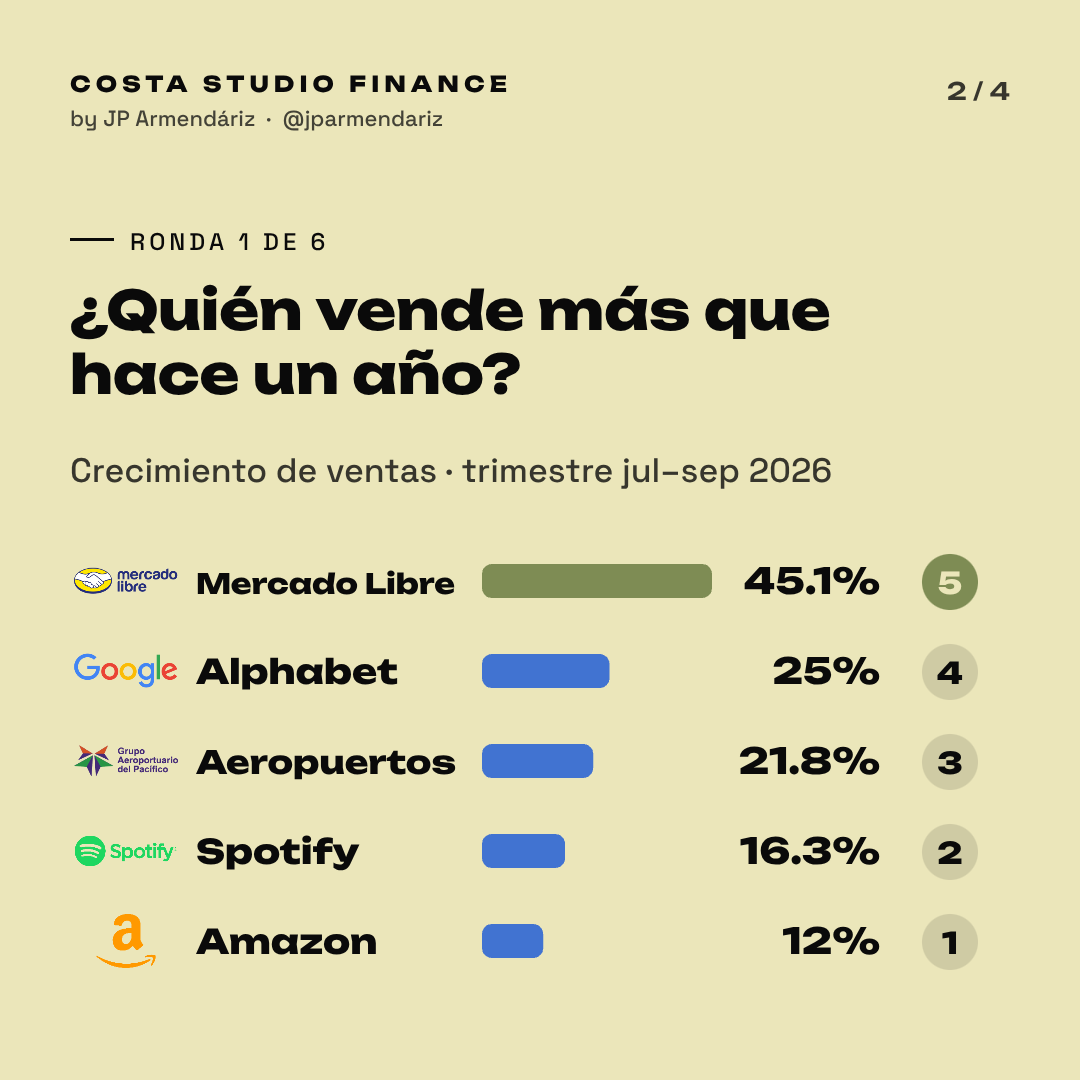 COSTA STUDIO FINANCE
2 / 4
by JP Armendáriz · @jparmendariz
RONDA 1 DE 6
¿Quién vende más que
hace un año?
Crecimiento de ventas · trimestre jul–sep 2026
mercado
libre
Mercado Libre
45.1%
5
Google
Alphabet
25%
4
Grupo
Aeroportuario
del Pacífico
Aeropuertos
21.8%
3
Spotify
Spotify
16.3%
2
a
Amazon
12%
1